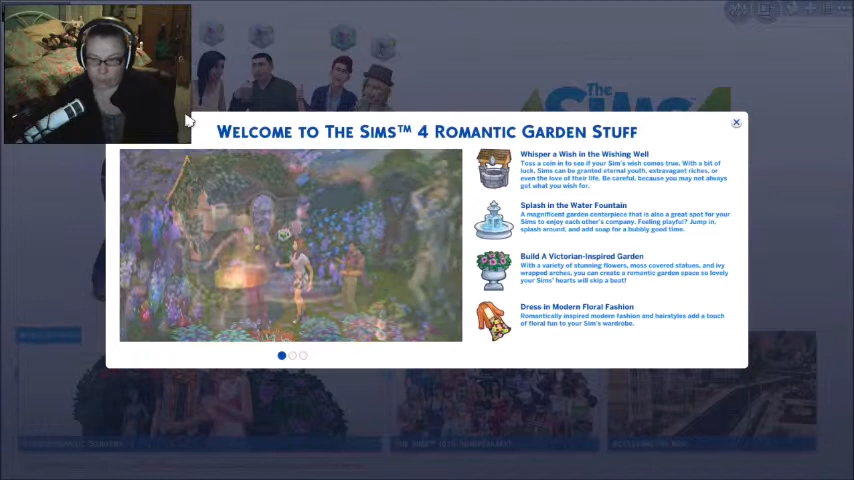 The
SIMS 4
WELCOME TO THE SIMS™ 4 ROMANTIC GARDEN STUFF
Whisper a Wish in the Wishing Well
Toss a coin in to see if your Sim's wish comes true. With a bit of
luck, Sims can be granted eternal youth, extravagant riches, or
even the love of their life. Be careful, because you may not always
get what you wish for.
Splash in the Water Fountain
A magnificent garden centerpiece that is also a great spot for your
Sims to enjoy each other's company. Feeling playful? Jump in,
splash around, and add soap for a bubbly good time.
Build A Victorian-Inspired Garden
With a variety of stunning flowers, moss covered statues, and ivy
wrapped arches, you can create a romantic garden space so lovely
your Sims' hearts will skip a beat!
Dress in Modern Floral Fashion
Romantically inspired modern fashion and hairstyles add a touch
of floral fun to your Sim's wardrobe.